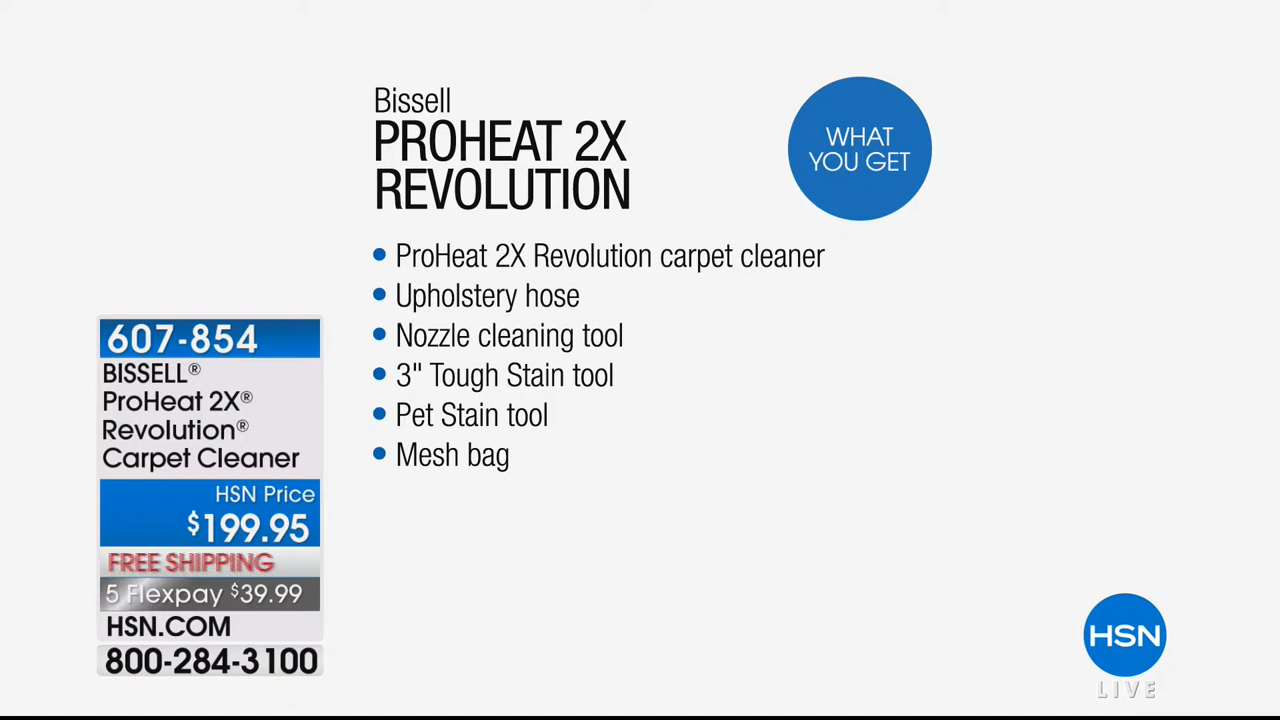 Bissell
PROHEAT 2X
REVOLUTION
WHAT
YOU GET
• ProHeat 2X Revolution carpet cleaner
• Upholstery hose
• Nozzle cleaning tool
• 3" Tough Stain tool
• Pet Stain tool
• Mesh bag
607-854
BISSELL®
ProHeat 2X®
Revolution®
Carpet Cleaner
HSN Price
$199.95
FREE SHIPPING
5 Flexpay $39.99
HSN.COM
800-284-3100
HSN
LIVE